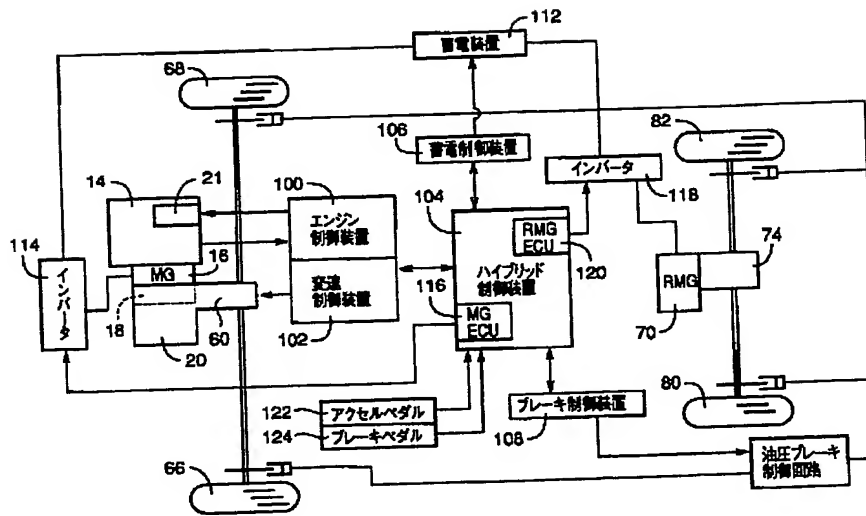 112
蓄電装置
68
106
蓄電制御装置
82
インバータ
118
14
21
100
エンジン
制御装置
104
RMG
ECU
120
74
114
インバータ
MG
16
18
変速
制御装置
ハイブリッド
制御装置
116
MG
ECU
RMG
70
60
20
102
122
アクセルペダル
124
ブレーキペダル
ブレーキ制御装置
108
80
油圧ブレーキ
制御回路
66